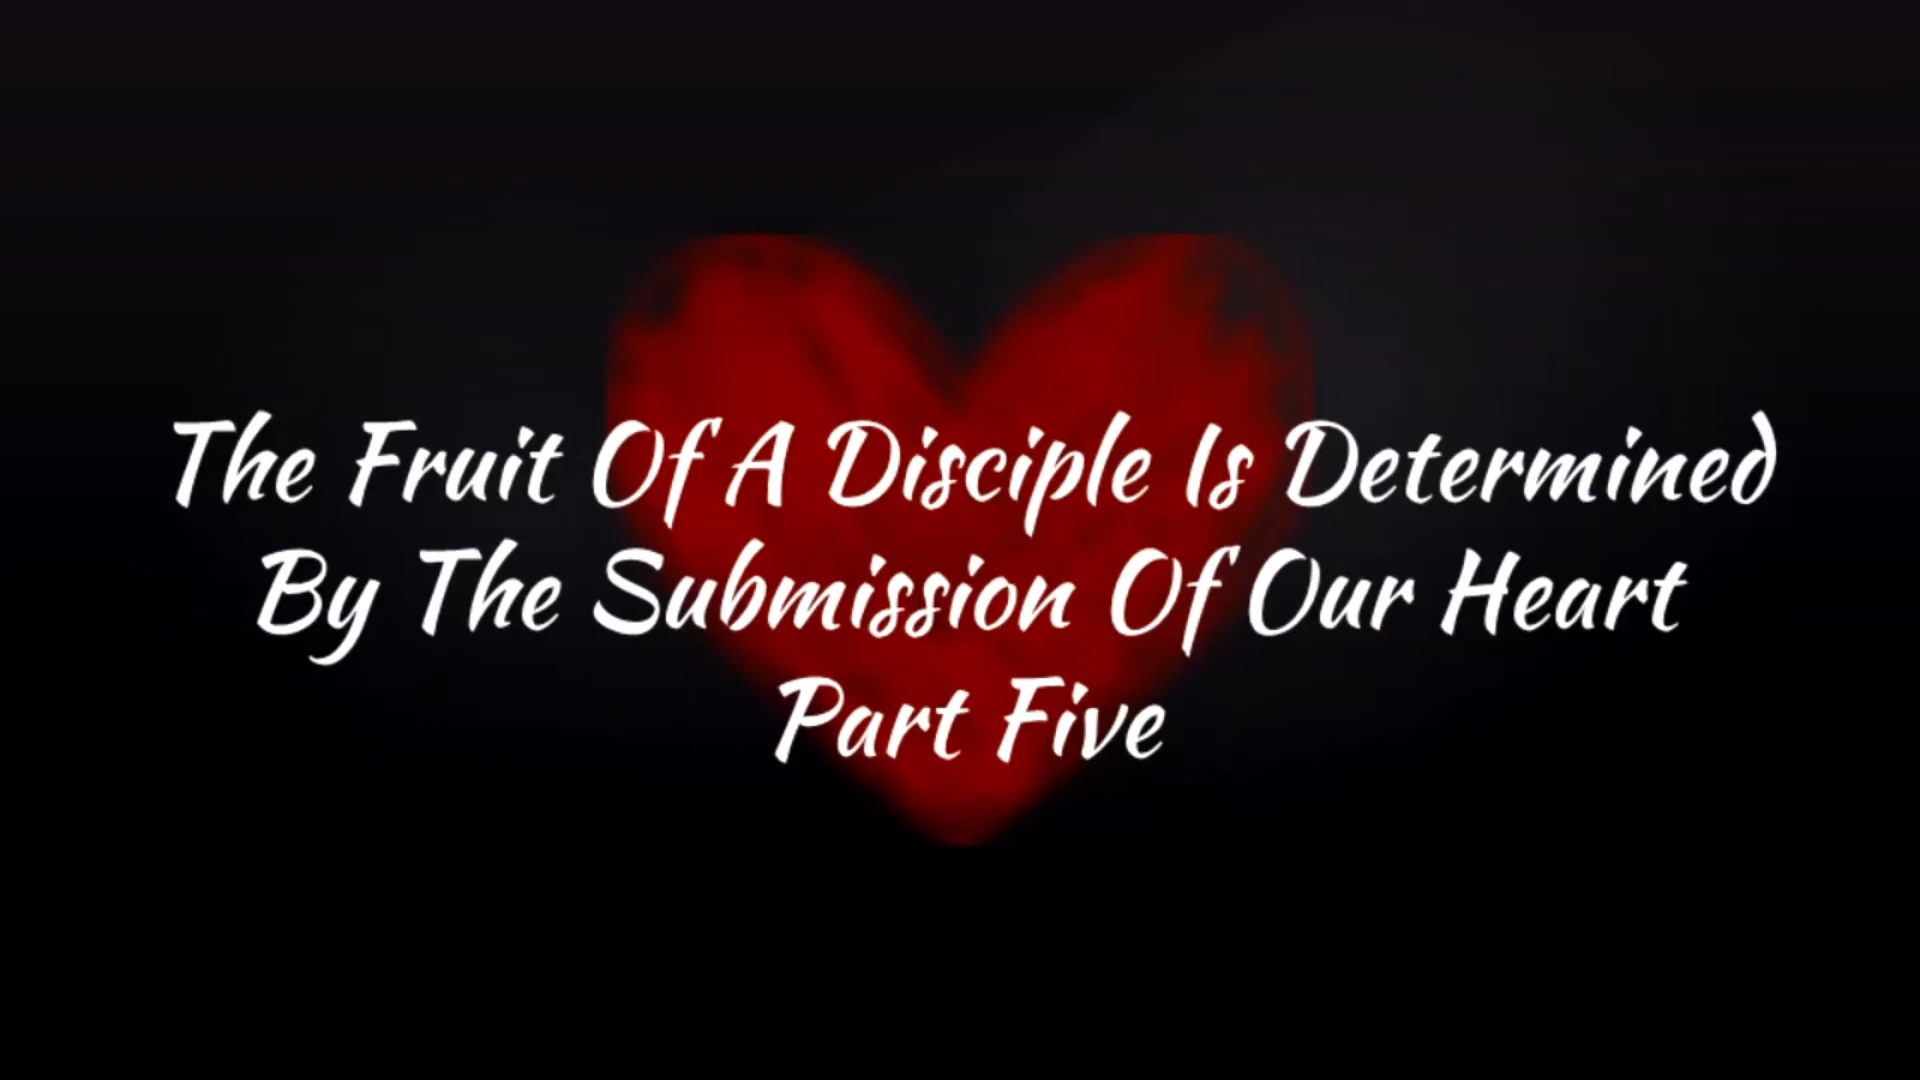 The Fruit Of A Disciple Is Determined
By The Submission Of Our Heart
Part Five